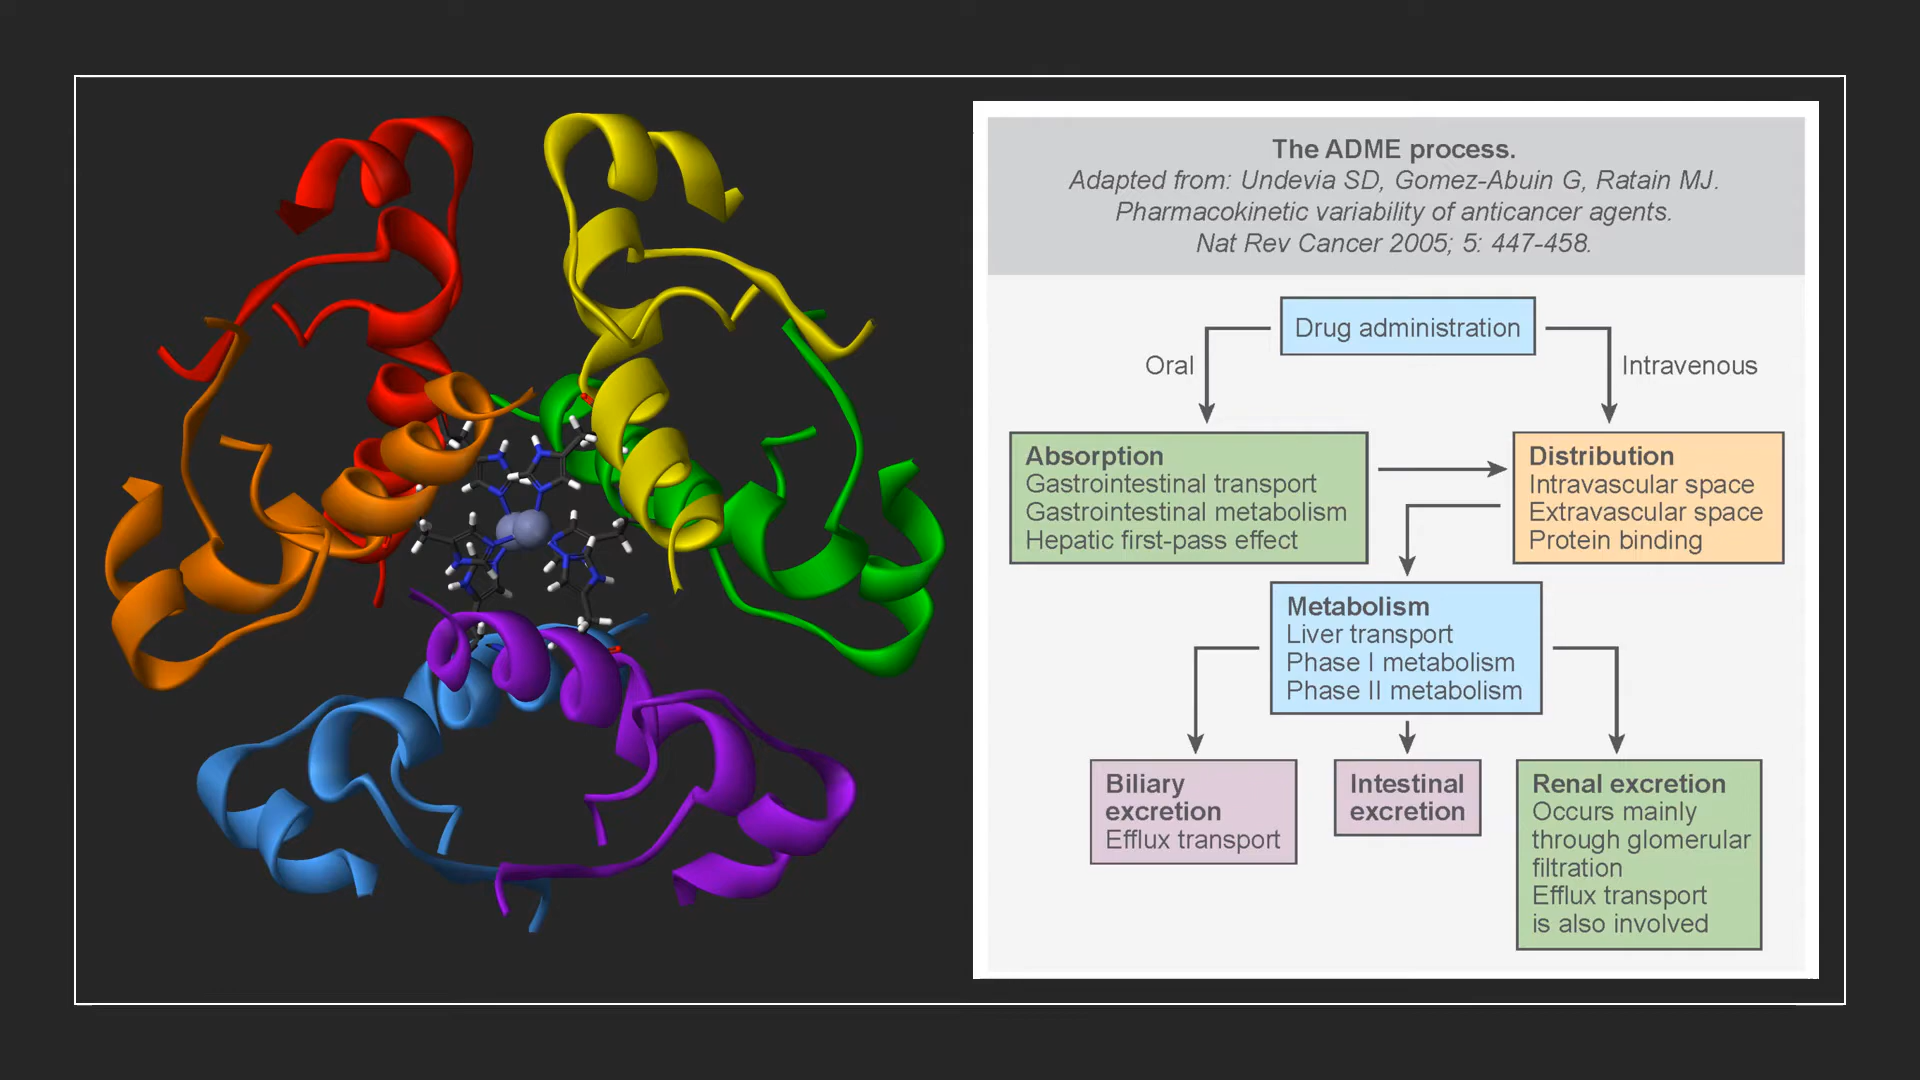 The ADME process.
Adapted from: Undevia SD, Gomez-Abuin G, Ratain MJ.
Pharmacokinetic variability of anticancer agents.
Nat Rev Cancer 2005; 5: 447-458.
Drug administration
Oral
Intravenous
Absorption
Gastrointestinal transport
Gastrointestinal metabolism
Hepatic first-pass effect
Distribution
Intravascular space
Extravascular space
Protein binding
Metabolism
Liver transport
Phase I metabolism
Phase II metabolism
Biliary
excretion
Efflux transport
Intestinal
excretion
Renal excretion
Occurs mainly
through glomerular
filtration
Efflux transport
is also involved